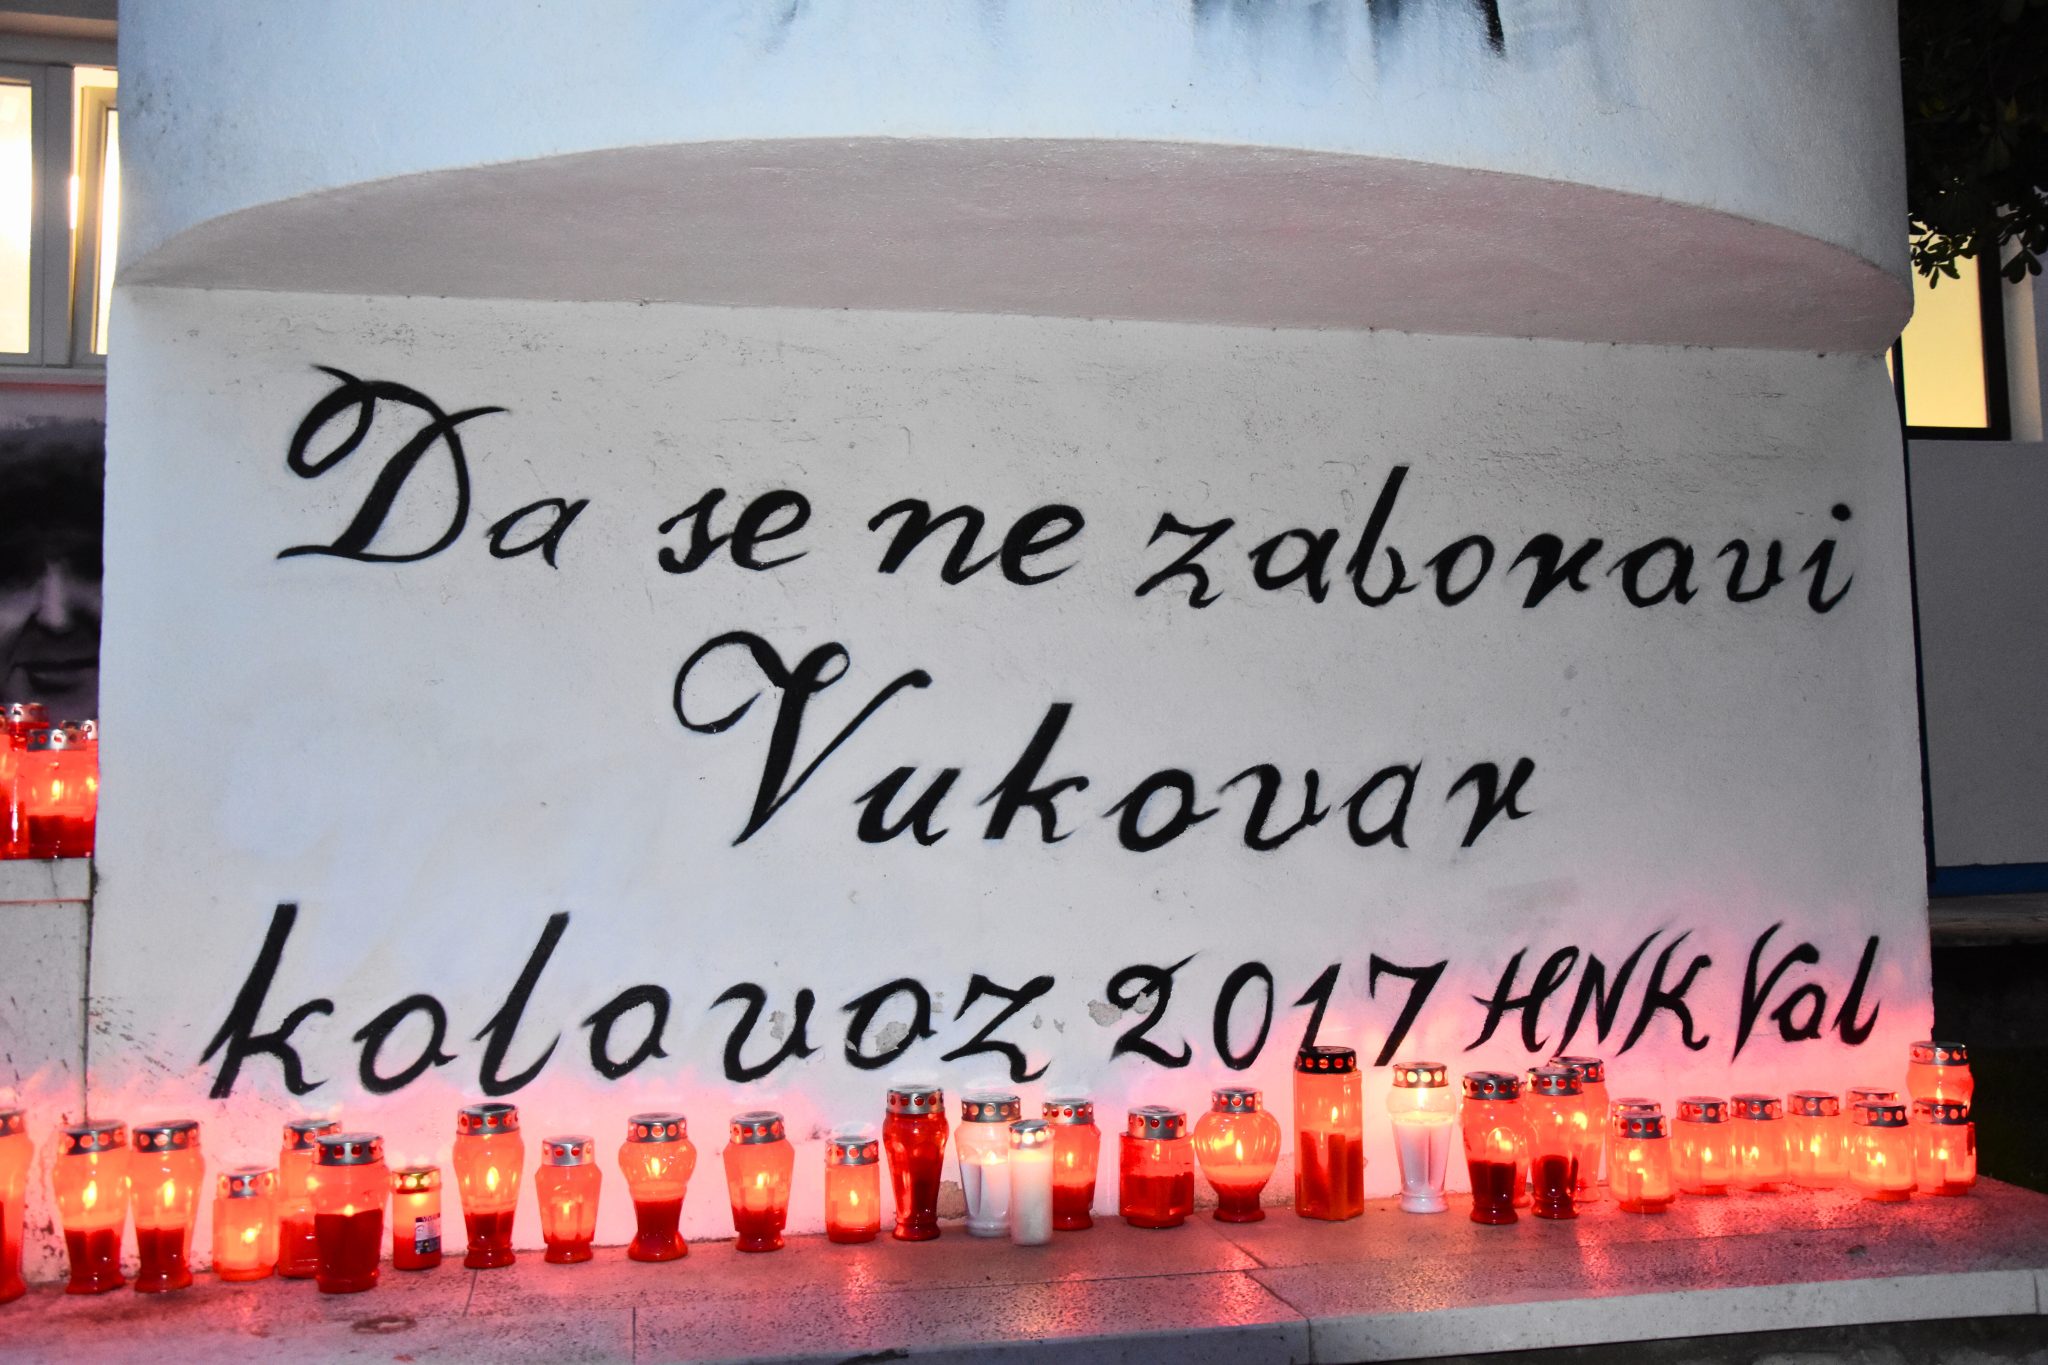 Da se ne zaboravi
Vukovar
kolovoz 2017 HNK Val